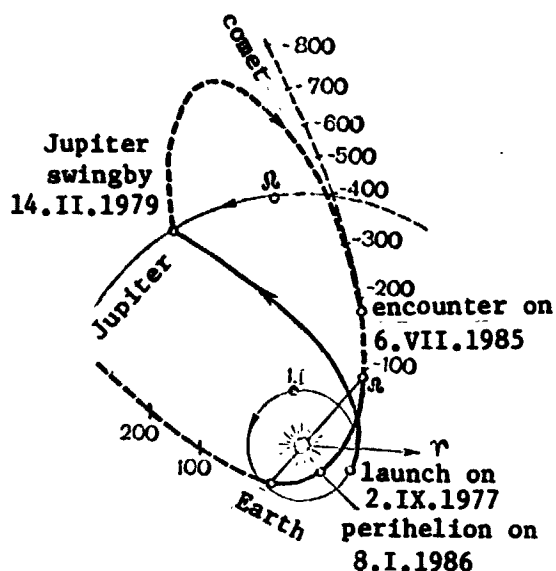 comet
-800
-700
-600
-500
-400
-300
-200
-100
Jupiter
swingby
14.II.1979
Ω
Jupiter
encounter on
6.VII.1985
Ω
1.I
200
100
♈
Earth
launch on
2.IX.1977
perihelion on
8.I.1986